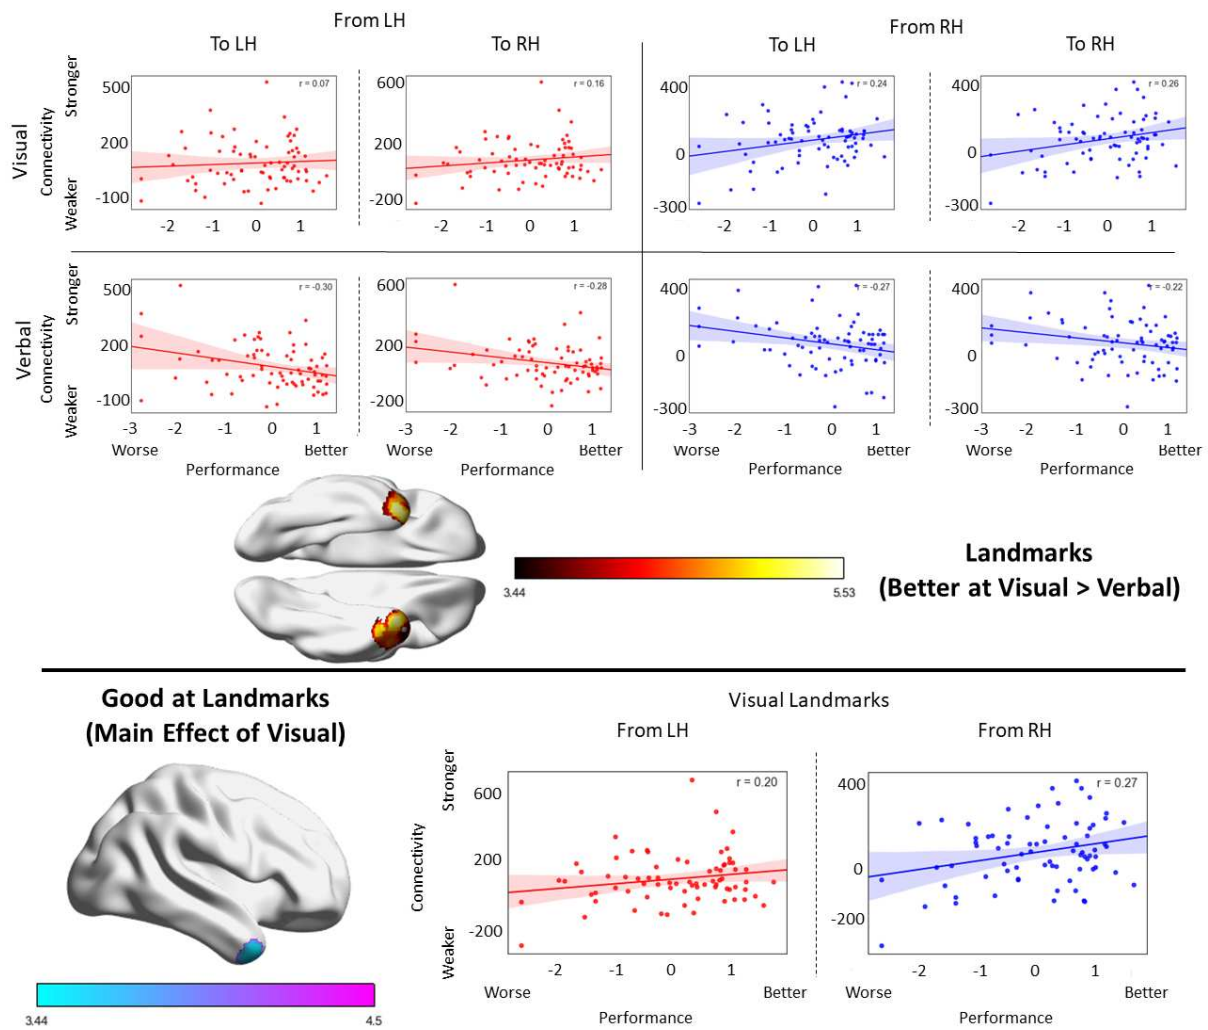 From LH
From RH
To LH
To RH
To LH
To RH
Visual
Connectivity
Stronger
Weaker
500
200
-100
r = 0.07
-2 -1 0 1
600
200
-200
r = 0.16
-2 -1 0 1
400
0
-300
r = 0.24
-2 -1 0 1
400
0
-300
r = 0.26
-2 -1 0 1
Verbal
Connectivity
Stronger
Weaker
500
200
-100
r = -0.30
-3 -2 -1 0 1
600
200
-200
r = -0.28
-3 -2 -1 0 1
400
0
-300
r = -0.27
-3 -2 -1 0 1
400
0
-300
r = -0.22
-3 -2 -1 0 1
Worse Better
Performance
Worse Better
Performance
3.44 5.53
Landmarks
(Better at Visual > Verbal)
Good at Landmarks
(Main Effect of Visual)
3.44 4.5
Visual Landmarks
From LH
From RH
Connectivity
Stronger
Weaker
600
200
-200
r = 0.20
-2 -1 0 1
Worse Better
Performance
400
0
-200
r = 0.27
-2 -1 0 1
Worse Better
Performance